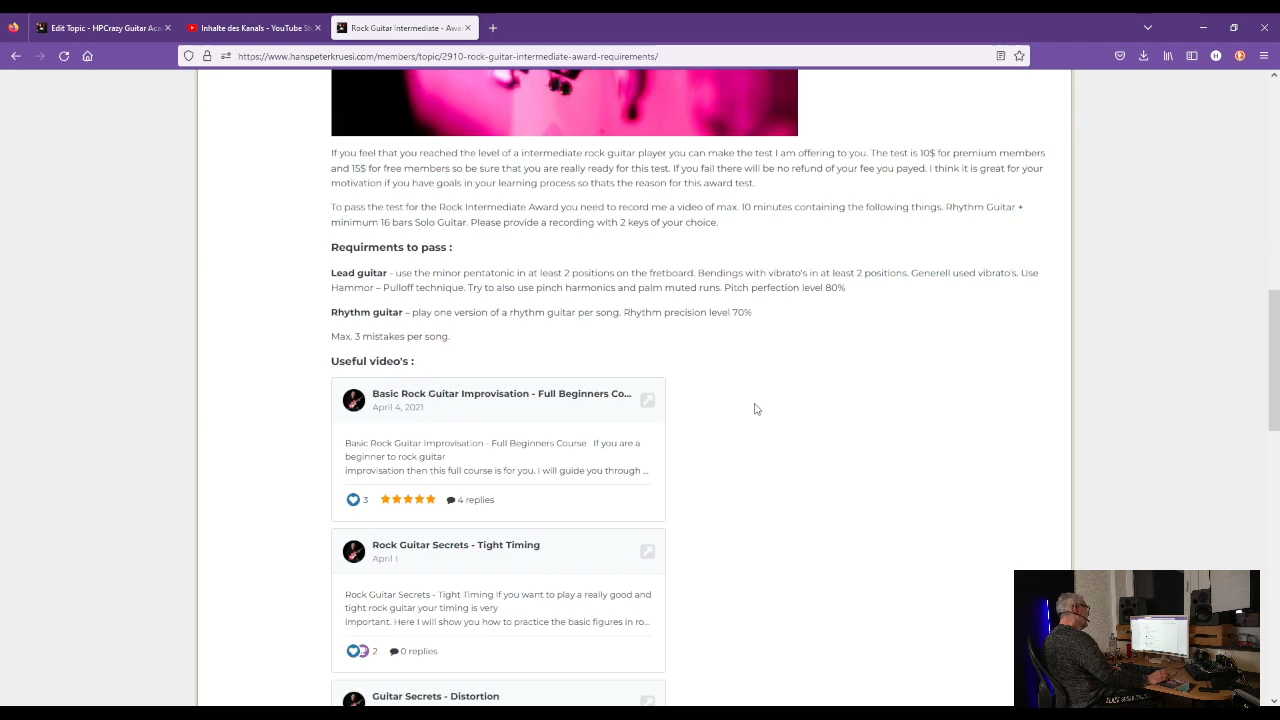 Edit Topic - HPCrazy Guitar Aca
Inhalte des Kanals - YouTube St
Rock Guitar Intermediate - Awa
https://www.hanspeterkruesi.com/members/topic/2910-rock-guitar-intermediate-award-requirements/
If you feel that you reached the level of a intermediate rock guitar player you can make the test I am offering to you. The test is 10$ for premium members
and 15$ for free members so be sure that you are really ready for this test. If you fail there will be no refund of your fee you payed. I think it is great for your
motivation if you have goals in your learning process so thats the reason for this award test.
To pass the test for the Rock Intermediate Award you need to record me a video of max. 10 minutes containing the following things. Rhythm Guitar +
minimum 16 bars Solo Guitar. Please provide a recording with 2 keys of your choice.
Requirments to pass :
Lead guitar - use the minor pentatonic in at least 2 positions on the fretboard. Bendings with vibrato's in at least 2 positions. Generell used vibrato's. Use
Hammor – Pulloff technique. Try to also use pinch harmonics and palm muted runs. Pitch perfection level 80%
Rhythm guitar – play one version of a rhythm guitar per song. Rhythm precision level 70%
Max. 3 mistakes per song.
Useful video's :
Basic Rock Guitar Improvisation - Full Beginners Co...
April 4, 2021
Basic Rock Guitar Improvisation - Full Beginners Course If you are a
beginner to rock guitar
improvisation then this full course is for you. I will guide you through ...
3 4 replies
Rock Guitar Secrets - Tight Timing
April 1
Rock Guitar Secrets - Tight Timing If you want to play a really good and
tight rock guitar your timing is very
important. Here I will show you how to practice the basic figures in ro...
2 0 replies
Guitar Secrets - Distortion